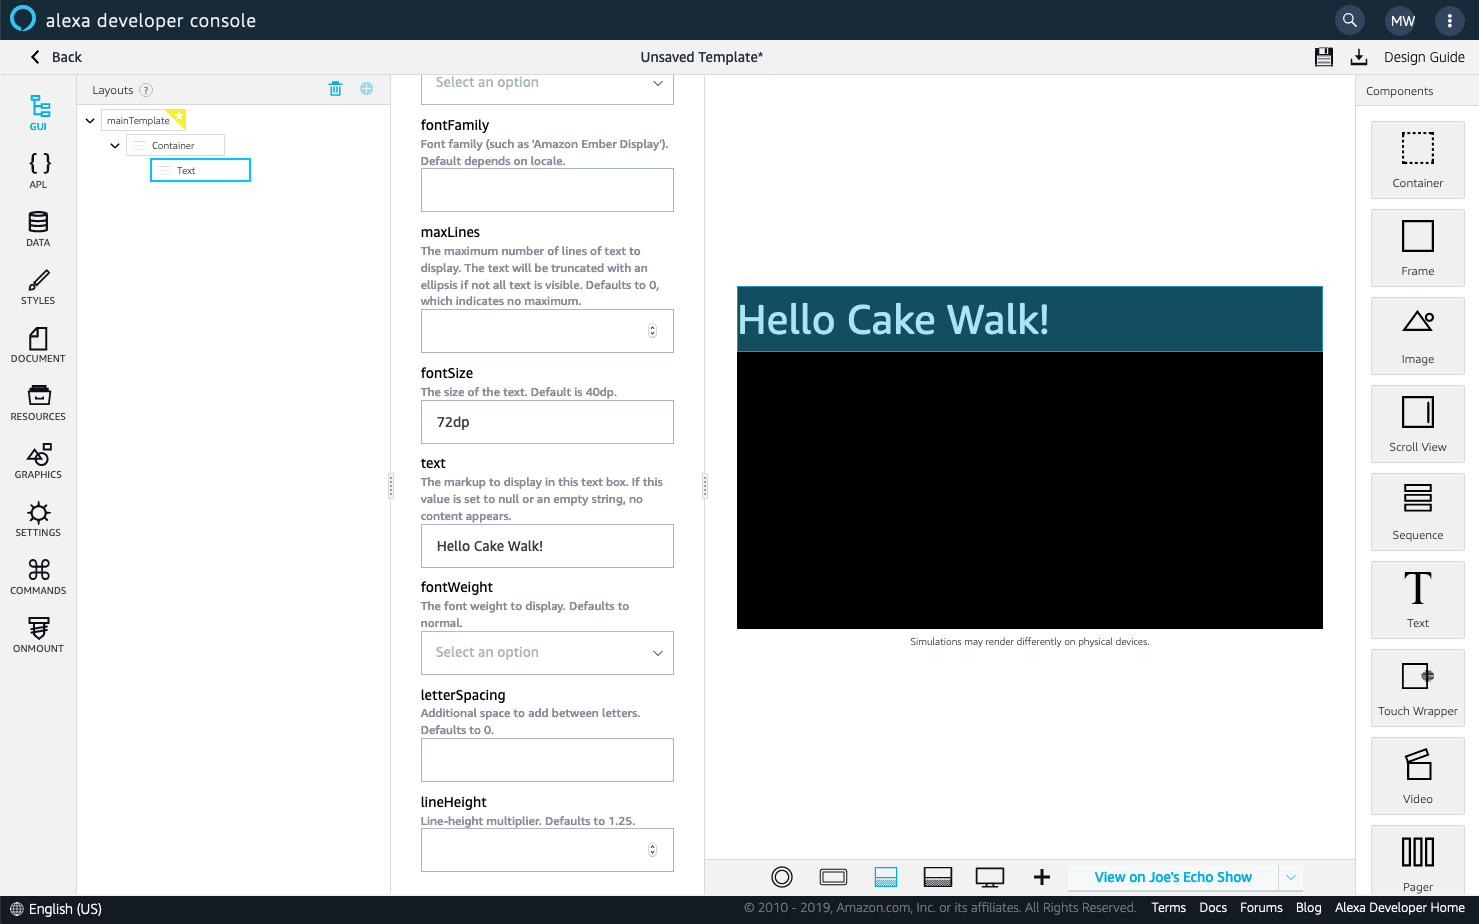 alexa developer console
MW
Back
Unsaved Template*
Design Guide
GUI
APL
DATA
STYLES
DOCUMENT
RESOURCES
GRAPHICS
SETTINGS
COMMANDS
ONMOUNT
Layouts ?
mainTemplate
Container
Text
Select an option
fontFamily
Font family (such as 'Amazon Ember Display').
Default depends on locale.
maxLines
The maximum number of lines of text to
display. The text will be truncated with an
ellipsis if not all text is visible. Defaults to 0,
which indicates no maximum.
fontSize
The size of the text. Default is 40dp.
72dp
text
The markup to display in this text box. If this
value is set to null or an empty string, no
content appears.
Hello Cake Walk!
fontWeight
The font weight to display. Defaults to
normal.
Select an option
letterSpacing
Additional space to add between letters.
Defaults to 0.
lineHeight
Line-height multiplier. Defaults to 1.25.
Hello Cake Walk!
Simulations may render differently on physical devices.
View on Joe's Echo Show
Components
Container
Frame
Image
Scroll View
Sequence
T
Text
Touch Wrapper
Video
Pager
English (US)
© 2010 - 2019, Amazon.com, Inc. or its affiliates. All Rights Reserved. Terms Docs Forums Blog Alexa Developer Home